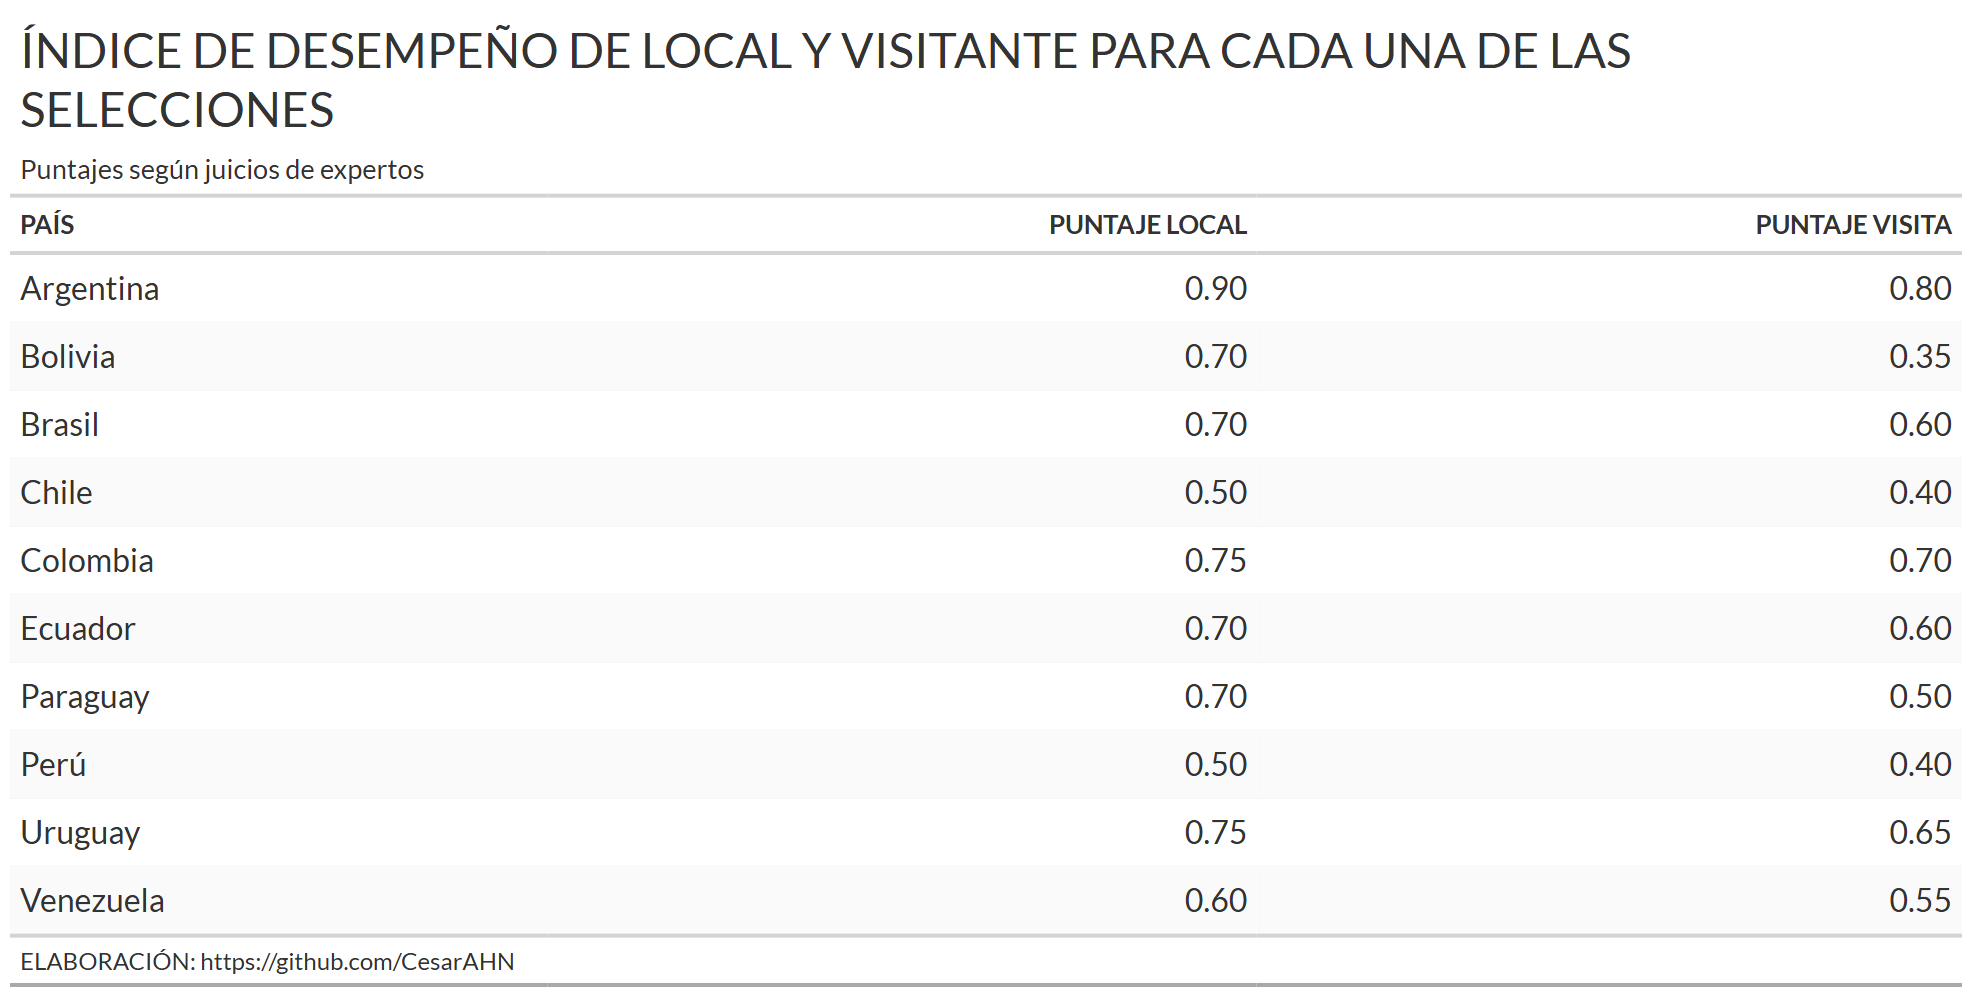 ÍNDICE DE DESEMPEÑO DE LOCAL Y VISITANTE PARA CADA UNA DE LAS
SELECCIONES
Puntajes según juicios de expertos
PAÍS PUNTAJE LOCAL PUNTAJE VISITA
Argentina 0.90 0.80
Bolivia 0.70 0.35
Brasil 0.70 0.60
Chile 0.50 0.40
Colombia 0.75 0.70
Ecuador 0.70 0.60
Paraguay 0.70 0.50
Perú 0.50 0.40
Uruguay 0.75 0.65
Venezuela 0.60 0.55
ELABORACIÓN: https://github.com/CesarAHN